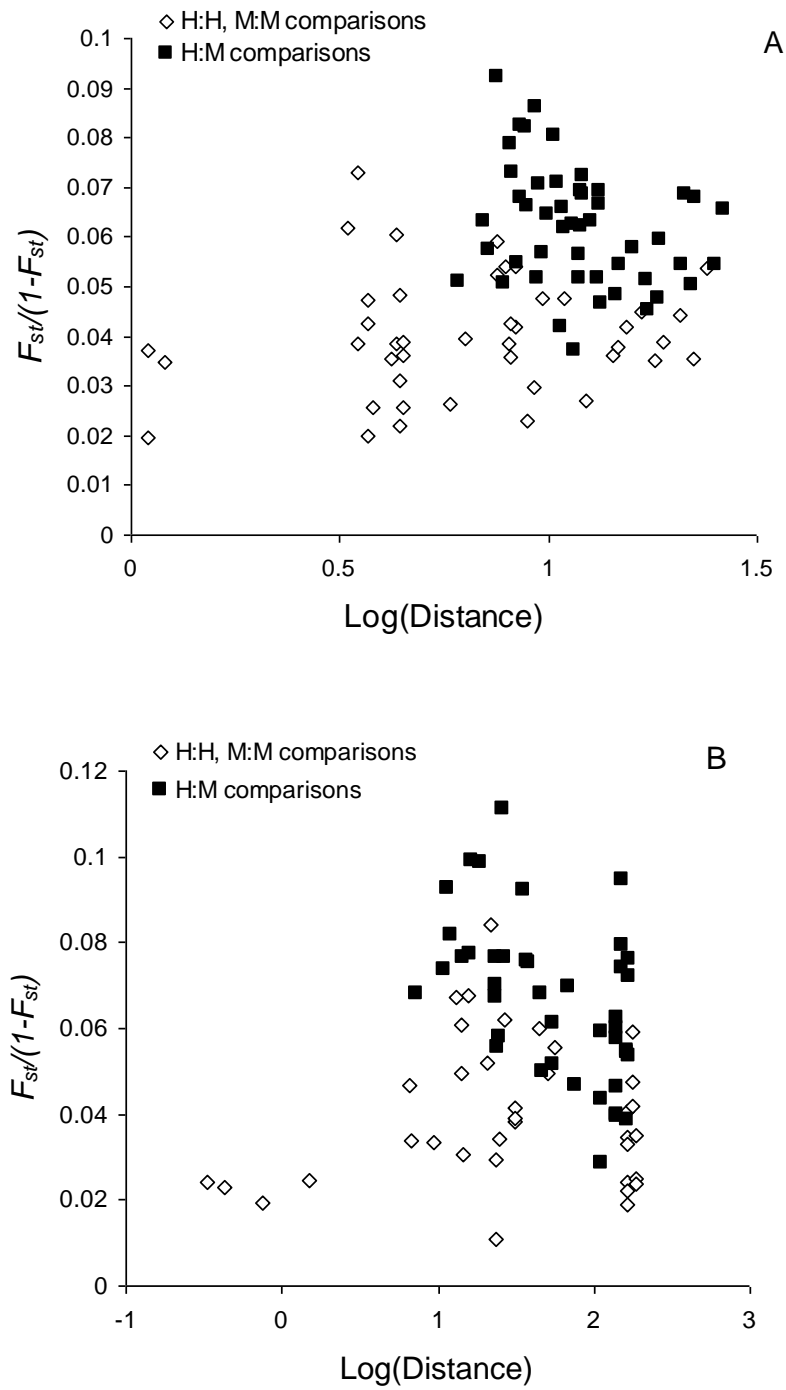 H:H, M:M comparisons
H:M comparisons
A
0.1
0.09
0.08
0.07
0.06
0.05
0.04
0.03
0.02
0.01
0
Fst/(1-Fst)
0 0.5 1 1.5
Log(Distance)
H:H, M:M comparisons
H:M comparisons
B
0.12
0.1
0.08
0.06
0.04
0.02
0
Fst/(1-Fst)
-1 0 1 2 3
Log(Distance)